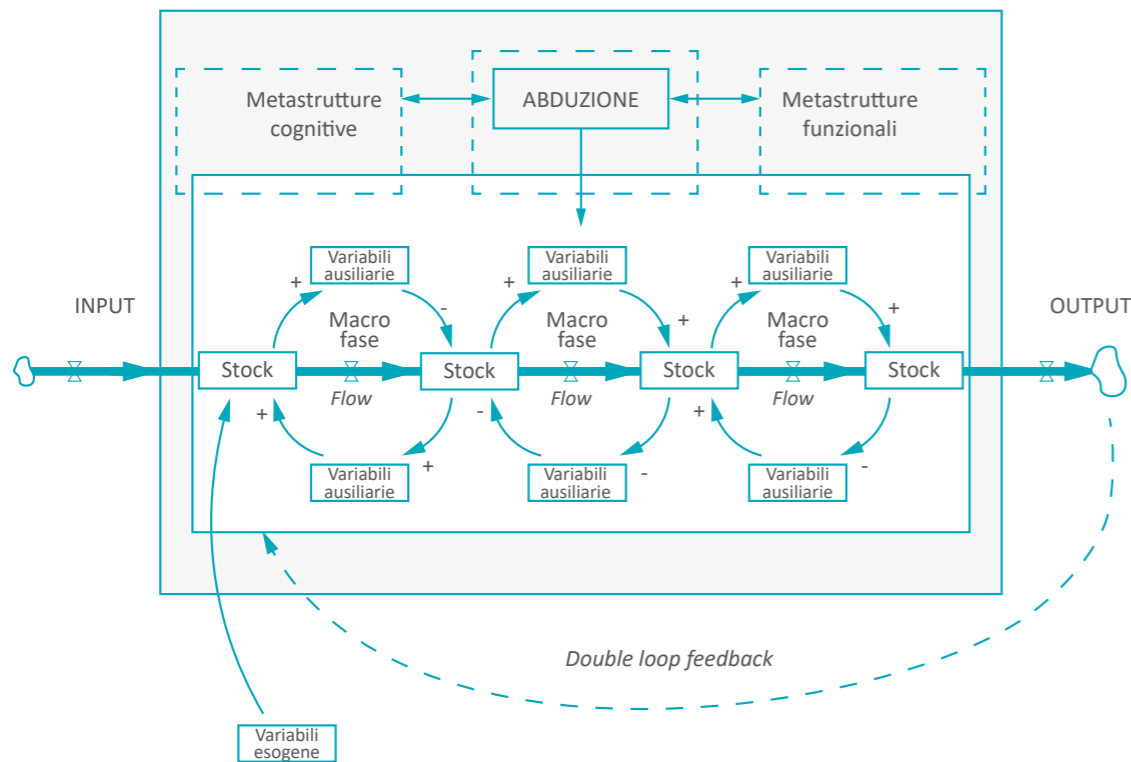 Metastrutture
cognitive
ABDUZIONE
Metastrutture
funzionali
Variabili
ausiliarie
Variabili
ausiliarie
Variabili
ausiliarie
+
-
+
+
+
+
INPUT
Macro
fase
Macro
fase
Macro
fase
OUTPUT
Stock
Stock
Stock
Stock
Flow
Flow
Flow
+
+
-
-
+
-
Variabili
ausiliarie
Variabili
ausiliarie
Variabili
ausiliarie
Double loop feedback
Variabili
esogene